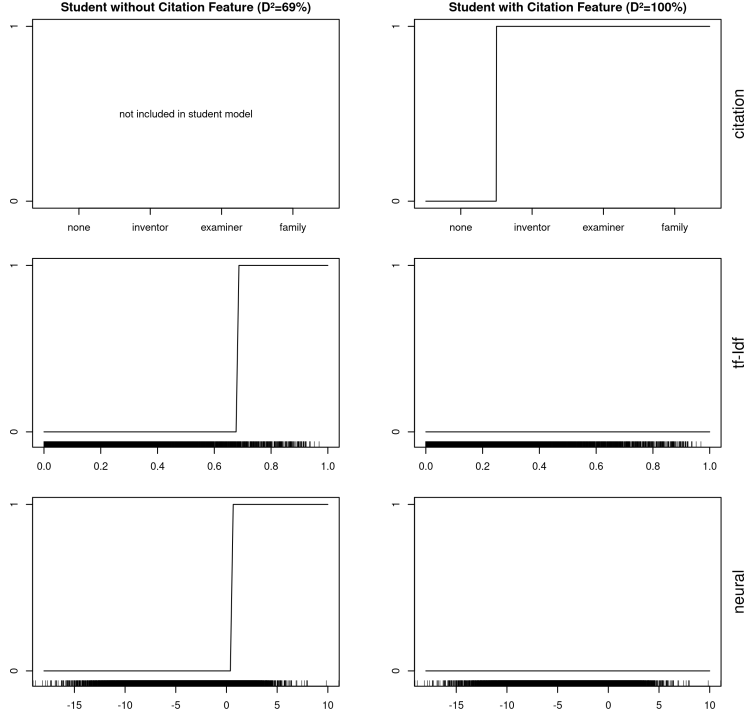 Student without Citation Feature (D²=69%)
Student with Citation Feature (D²=100%)
1
not included in student model
0
none inventor examiner family
1
0
none inventor examiner family
citation
1
0
0.0 0.2 0.4 0.6 0.8 1.0
1
0
0.0 0.2 0.4 0.6 0.8 1.0
tf-Idf
1
0
-15 -10 -5 0 5 10
1
0
-15 -10 -5 0 5 10
neural